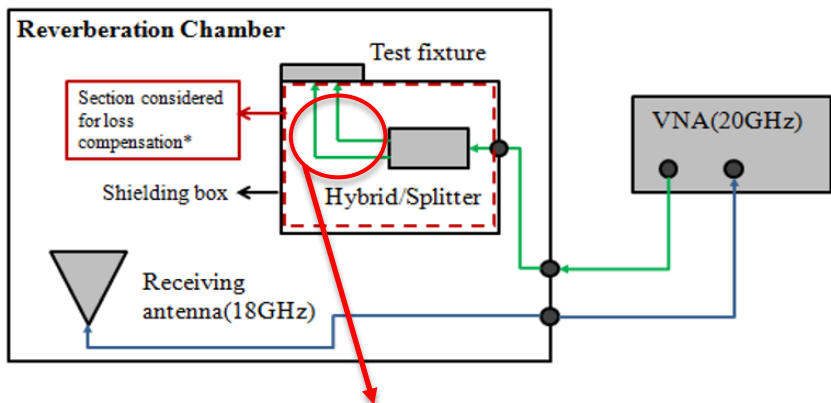 Reverberation Chamber
Test fixture
Section considered
for loss
compensation*
VNA(20GHz)
Shielding box
Hybrid/Splitter
Receiving
antenna(18GHz)